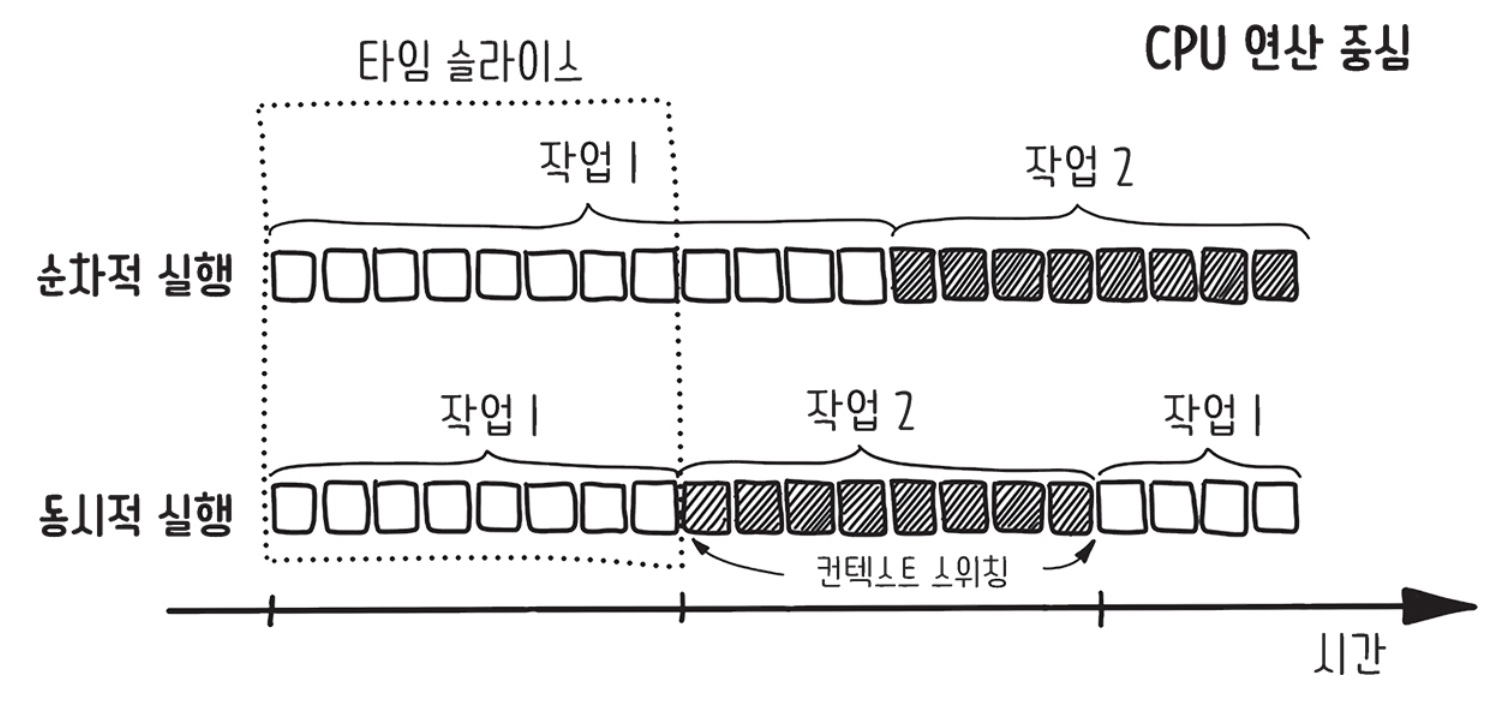 CPU 연산 중심
타임 슬라이스
작업 1
작업 2
순차적 실행
작업 1
작업 2
작업 1
동시적 실행
컨텍스트 스위칭
시간